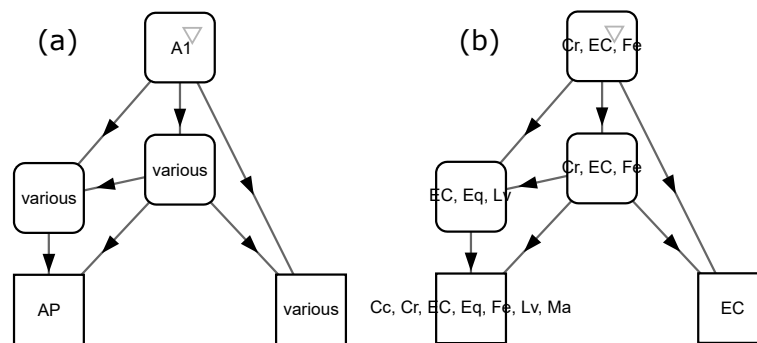 (a)
A1
various
various
AP
various
(b)
Cr, EC, Fe
Cr, EC, Fe
EC, Eq, Lv
Cc, Cr, EC, Eq, Fe, Lv, Ma
EC